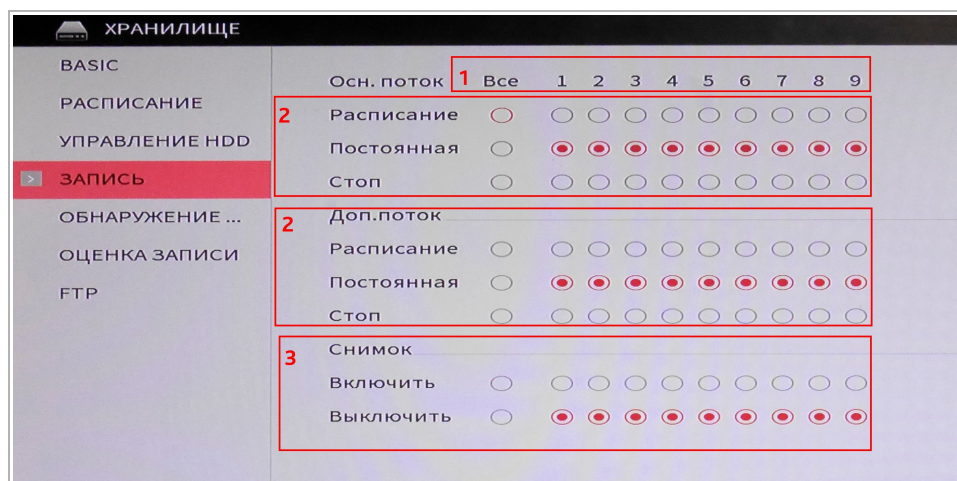 ХРАНИЛИЩЕ
BASIC
РАСПИСАНИЕ
УПРАВЛЕНИЕ HDD
> ЗАПИСЬ
ОБНАРУЖЕНИЕ ...
ОЦЕНКА ЗАПИСИ
FTP
Осн. поток 1 Все 1 2 3 4 5 6 7 8 9
2 Расписание
Постоянная
Стоп
2 Доп.поток
Расписание
Постоянная
Стоп
3 Снимок
Включить
Выключить